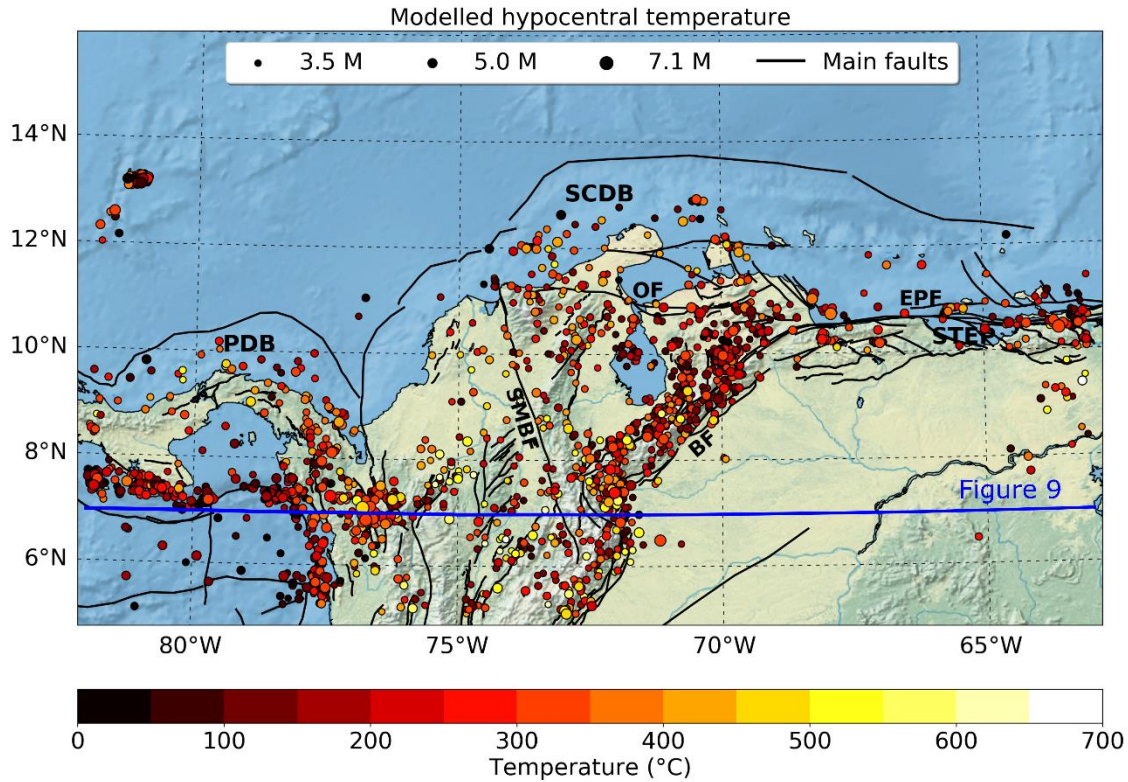 Modelled hypocentral temperature
3.5 M 5.0 M 7.1 M Main faults
14°N
12°N
10°N
8°N
6°N
SCDB
OF
EPF
STEF
PDB
SMBF
BF
Figure 9
80°W 75°W 70°W 65°W
0 100 200 300 400 500 600 700
Temperature (°C)